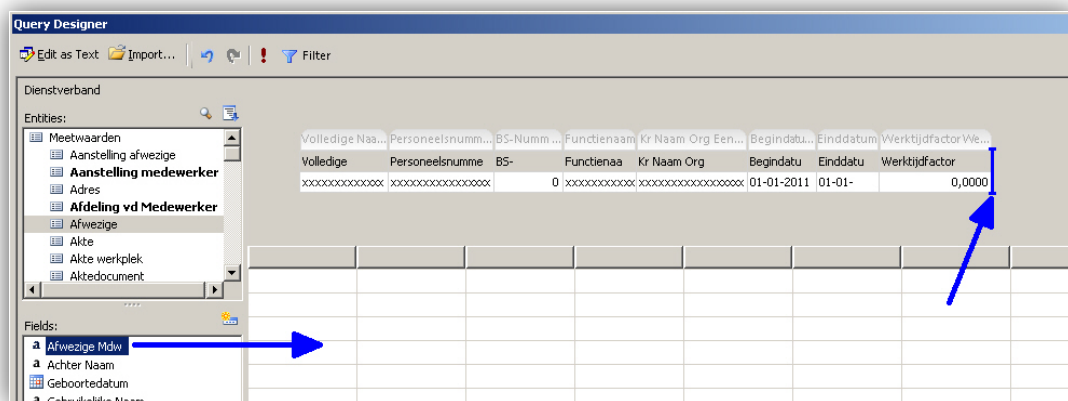 Query Designer
Edit as Text Import... Filter
Dienstverband
Entities:
Meetwaarden
Aanstelling afwezige
Aanstelling medewerker
Adres
Afdeling vd Medewerker
Afwezige
Akte
Akte werkplek
Aktedocument
Volledige Naa... Personeelsnumm... BS-Numm ... Functienaam Kr Naam Org Een... Begindatu... Einddatum Werktijdfactor We...
Volledige Personeelsnumme BS- Functienaa Kr Naam Org Begindatu Einddatu Werktijdfactor
xxxxxxxxxxxxx xxxxxxxxxxxxxxxx 0 xxxxxxxxxxx xxxxxxxxxxxxxxxxx 01-01-2011 01-01- 0,0000
Fields:
a Afwezige Mdw
a Achter Naam
Geboortedatum
a Gebruikelijke Naam